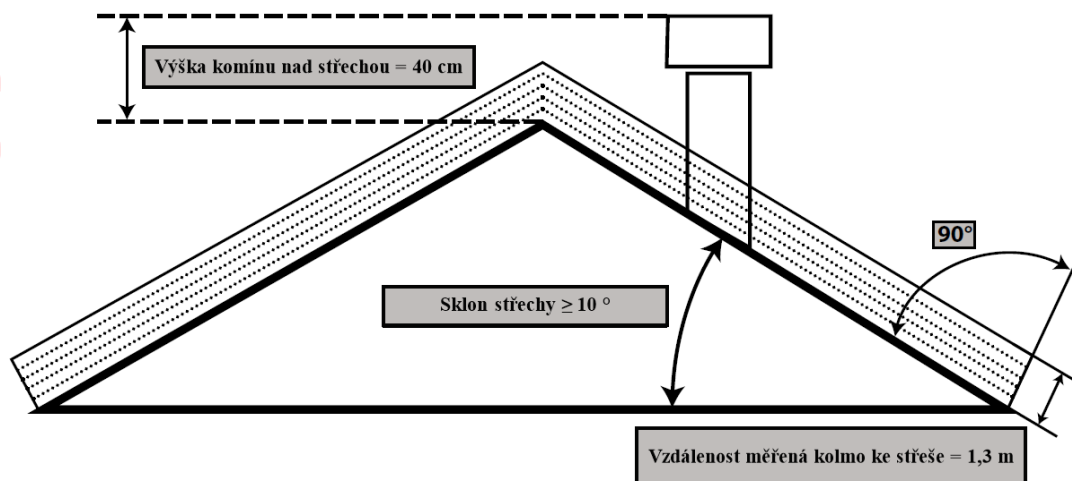 Výška komínu nad střechou = 40 cm
90°
Sklon střechy ≥ 10 °
Vzdálenost měřená kolmo ke střeše = 1,3 m